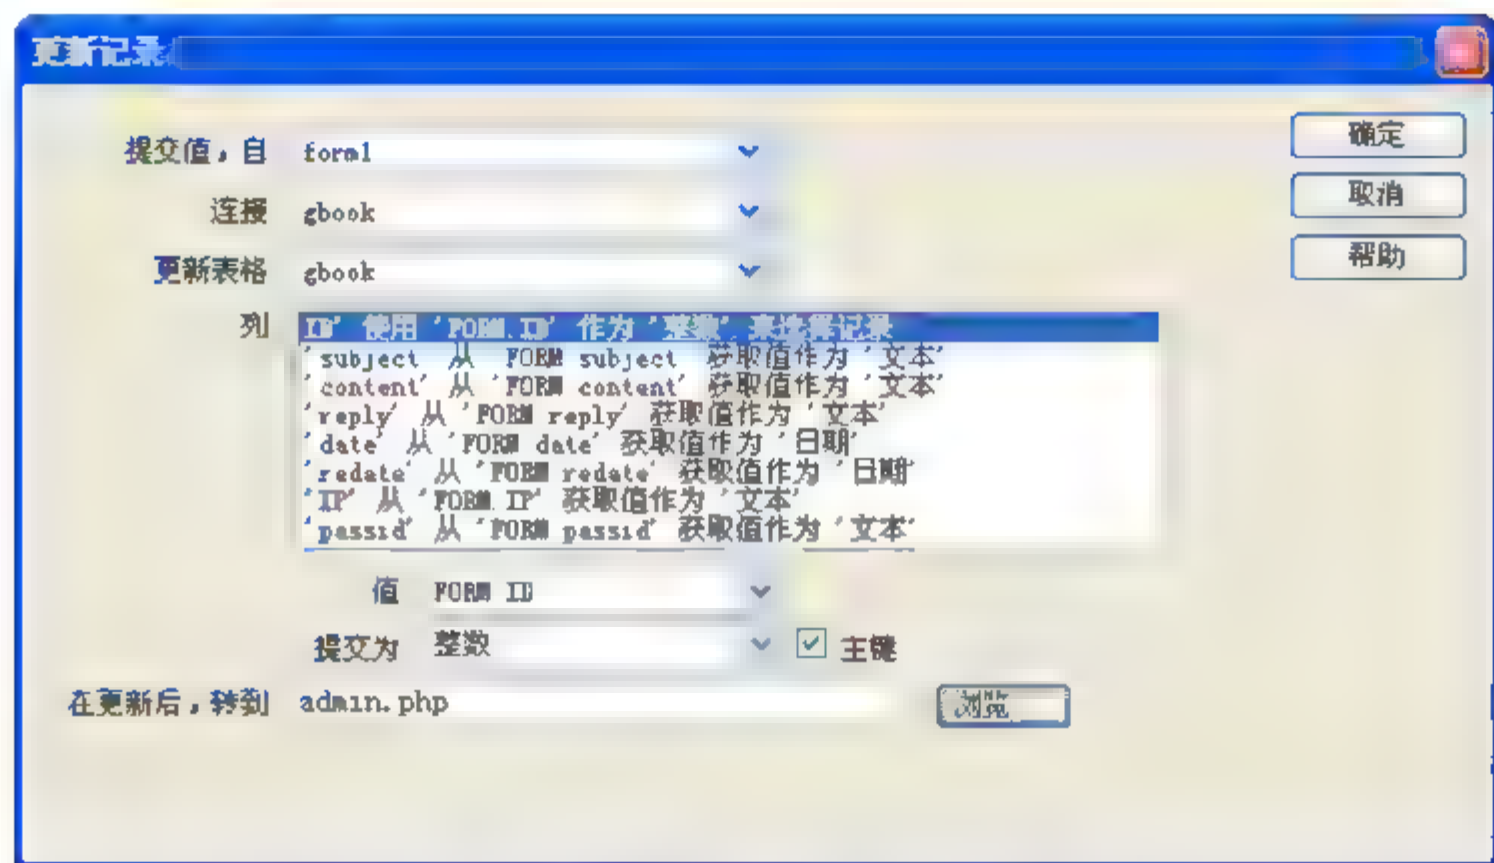 更新记录
提交值，自 form1
确定
连接 gbook
取消
更新表格 gbook
帮助
列
ID' 使用 'FORM.ID' 作为 '整数' 来选择记录
'subject 从 'FORM subject 获取值作为 '文本'
'content' 从 'FORM content' 获取值作为 '文本'
'reply' 从 'FORM reply' 获取值作为 '文本'
'date' 从 'FORM date' 获取值作为 '日期'
'redate' 从 'FORM redate' 获取值作为 '日期'
'IP' 从 'FORM.IP' 获取值作为 '文本'
'passid' 从 'FORM passid' 获取值作为 '文本'
值 FORM ID
提交为 整数 主键
在更新后，转到 admin.php
浏览